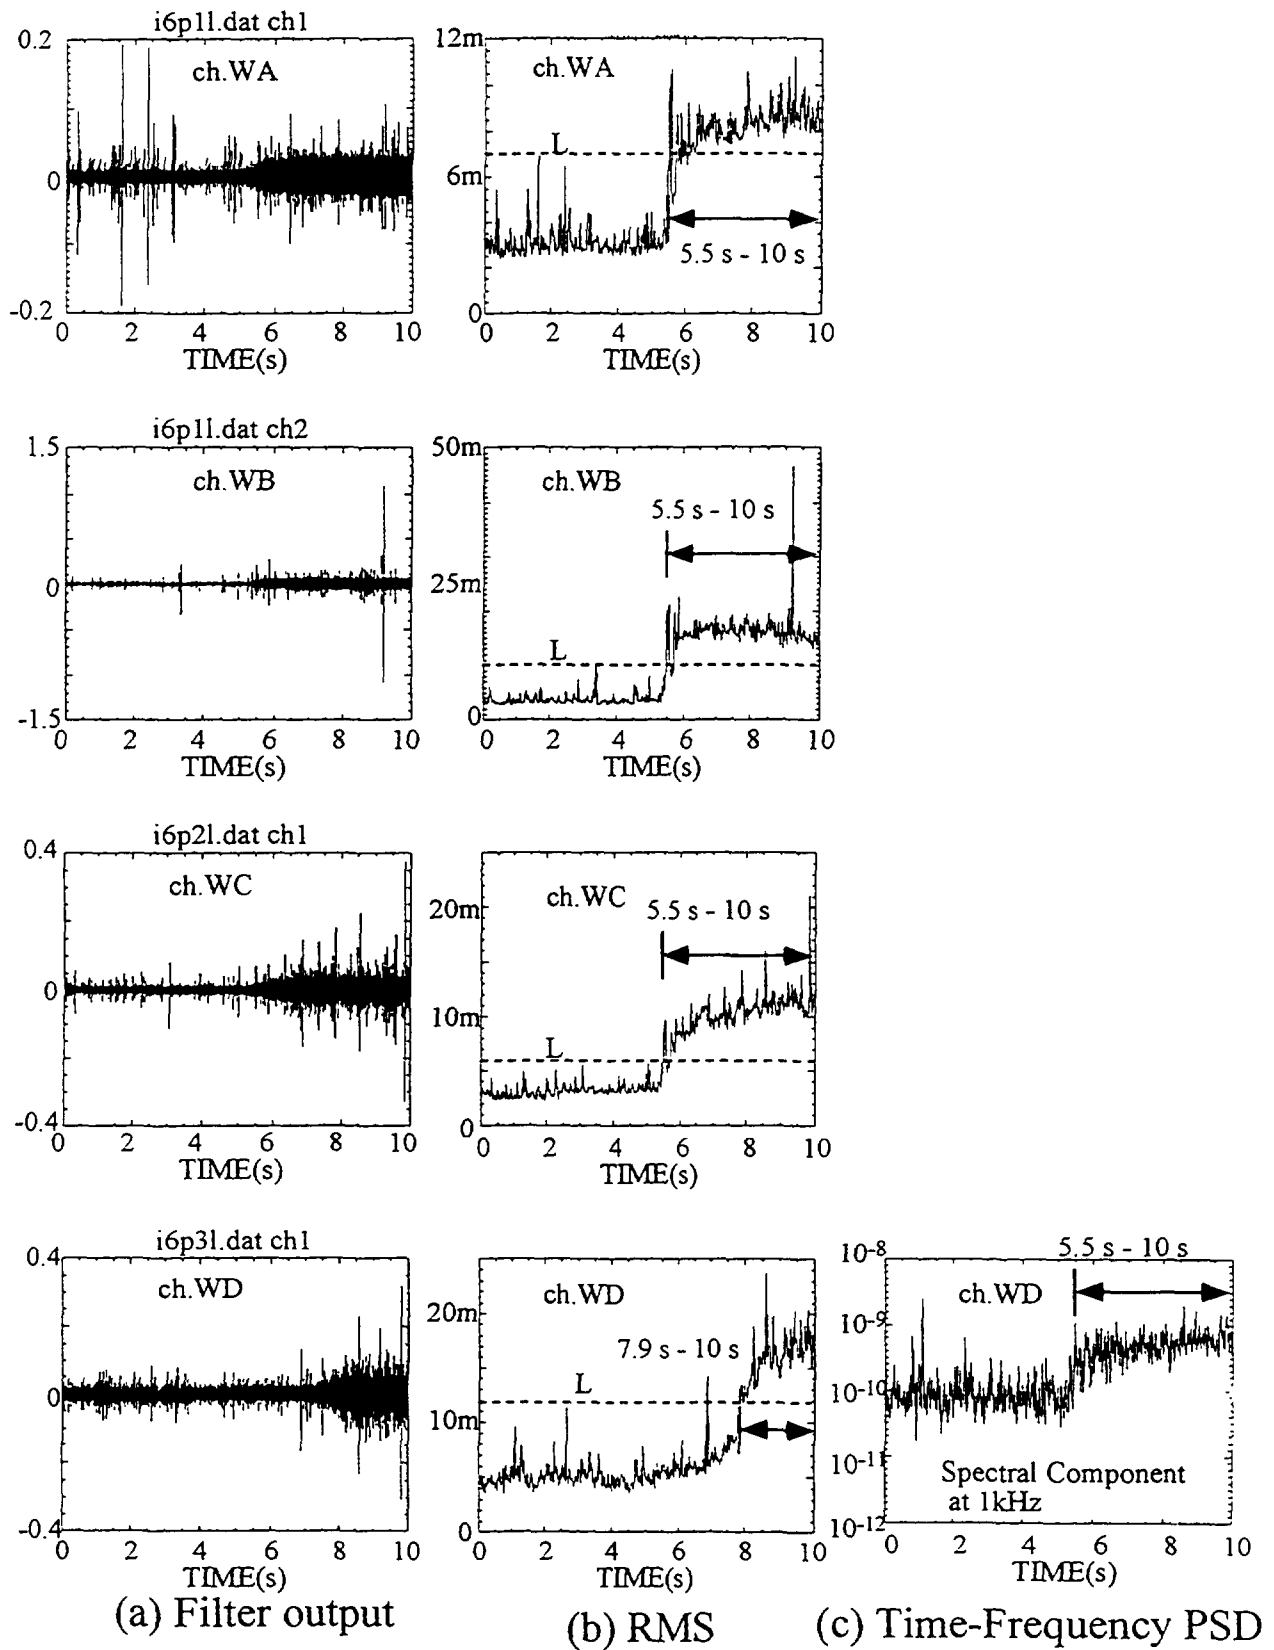 i6p1l.dat ch1
0.2
ch.WA
0
-0.2
0 2 4 6 8 10
TIME(s)
12m
ch.WA
L
6m
5.5 s - 10 s
0
0 2 4 6 8 10
TIME(s)
i6p1l.dat ch2
1.5
ch.WB
0
-1.5
0 2 4 6 8 10
TIME(s)
50m
ch.WB
5.5 s - 10 s
25m
L
0
0 2 4 6 8 10
TIME(s)
i6p2l.dat ch1
0.4
ch.WC
0
-0.4
0 2 4 6 8 10
TIME(s)
20m
ch.WC
5.5 s - 10 s
10m
L
0
0 2 4 6 8 10
TIME(s)
i6p3l.dat ch1
0.4
ch.WD
0
-0.4
0 2 4 6 8 10
TIME(s)
ch.WD
20m
7.9 s - 10 s
L
10m
0
0 2 4 6 8 10
TIME(s)
5.5 s - 10 s
10-8
ch.WD
10-9
10-10
10-11
Spectral Component
at 1kHz
10-12
0 2 4 6 8 10
TIME(s)
(a) Filter output
(b) RMS
(c) Time-Frequency PSD